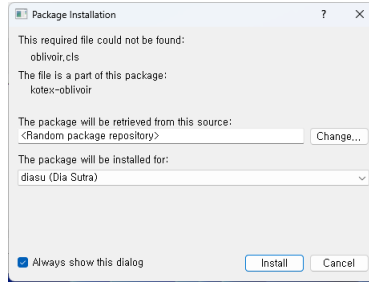 Package Installation
This required file could not be found:
oblivoir,cls
The file is a part of this package:
kotex-oblivoir
The package will be retrieved from this source:
<Random package repository>
Change...
The package will be installed for:
diasu (Dia Sutra)
Always show this dialog
Install
Cancel